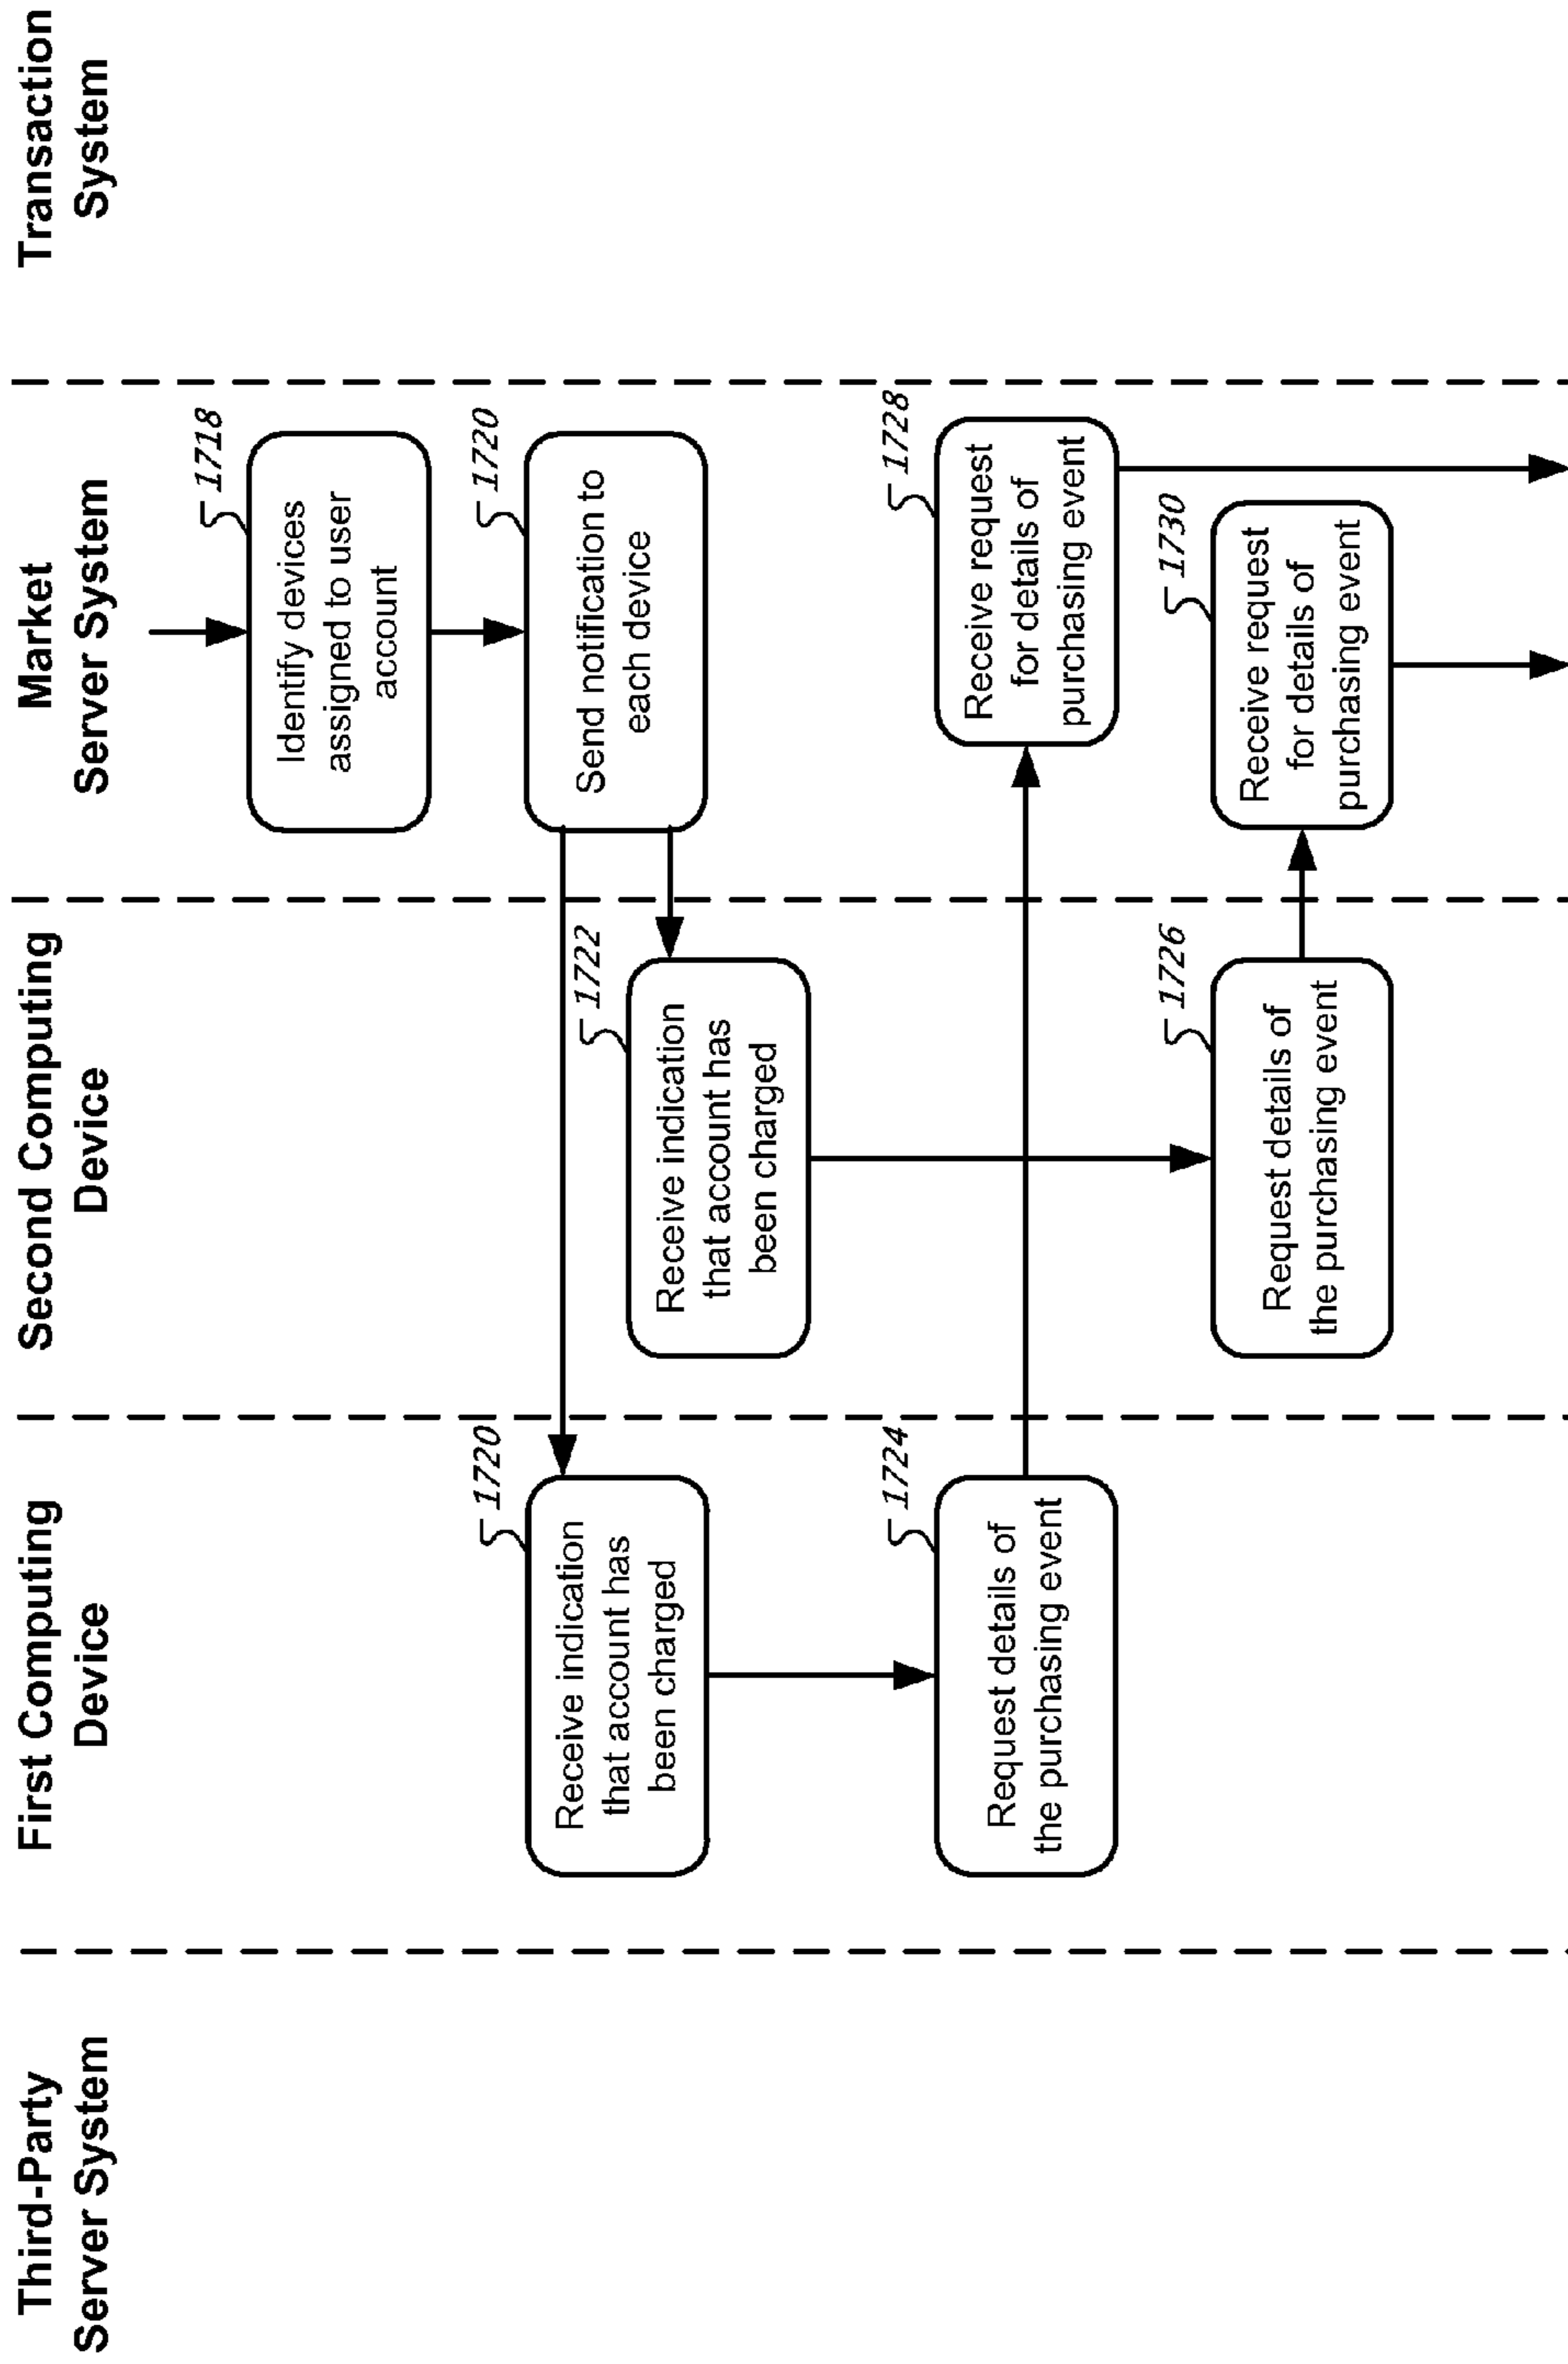 Third-Party
Server System
First Computing
Device
Second Computing
Device
Market
Server System
Transaction
System
1718
Identify devices
assigned to user
account
1720
Receive indication
that account has
been charged
1720
Send notification to
each device
1722
Receive indication
that account has
been charged
1724
Request details of
the purchasing event
1728
Receive request
for details of
purchasing event
1726
Request details of
the purchasing event
1730
Receive request
for details of
purchasing event